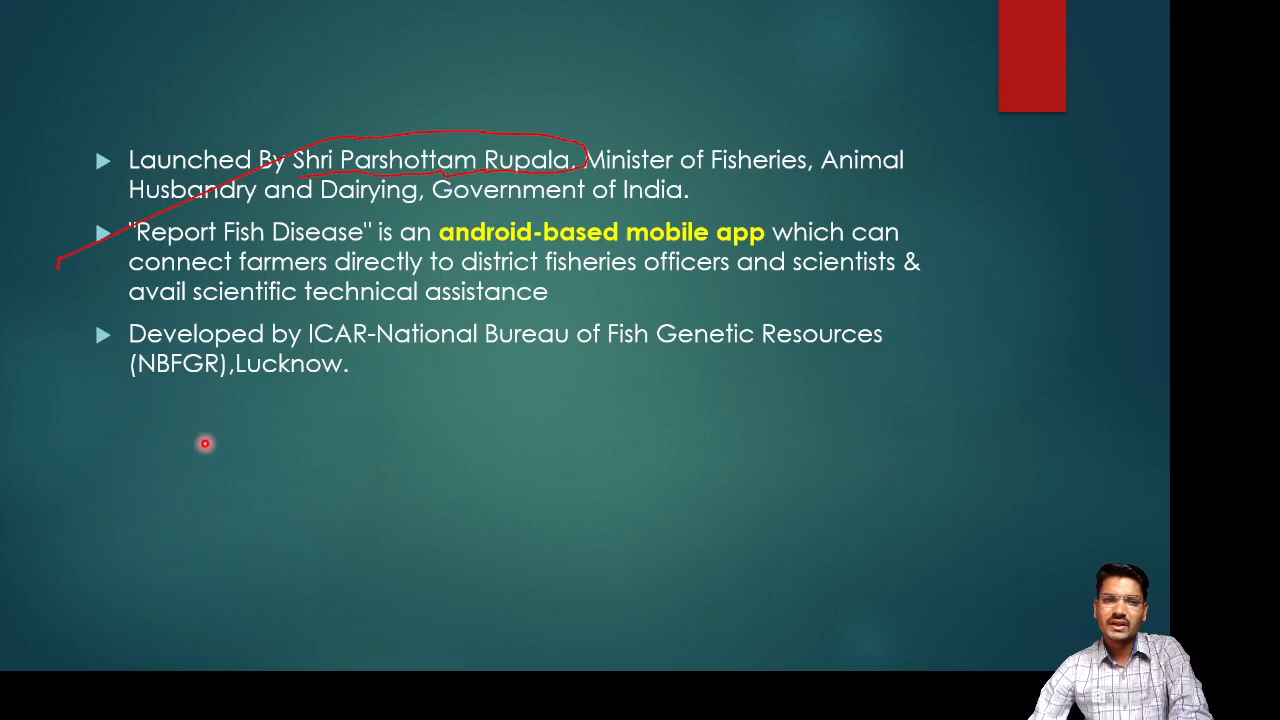 Launched By Shri Parshottam Rupala, Minister of Fisheries, Animal
Husbandry and Dairying, Government of India.
"Report Fish Disease" is an android-based mobile app which can
connect farmers directly to district fisheries officers and scientists &
avail scientific technical assistance
Developed by ICAR-National Bureau of Fish Genetic Resources
(NBFGR),Lucknow.